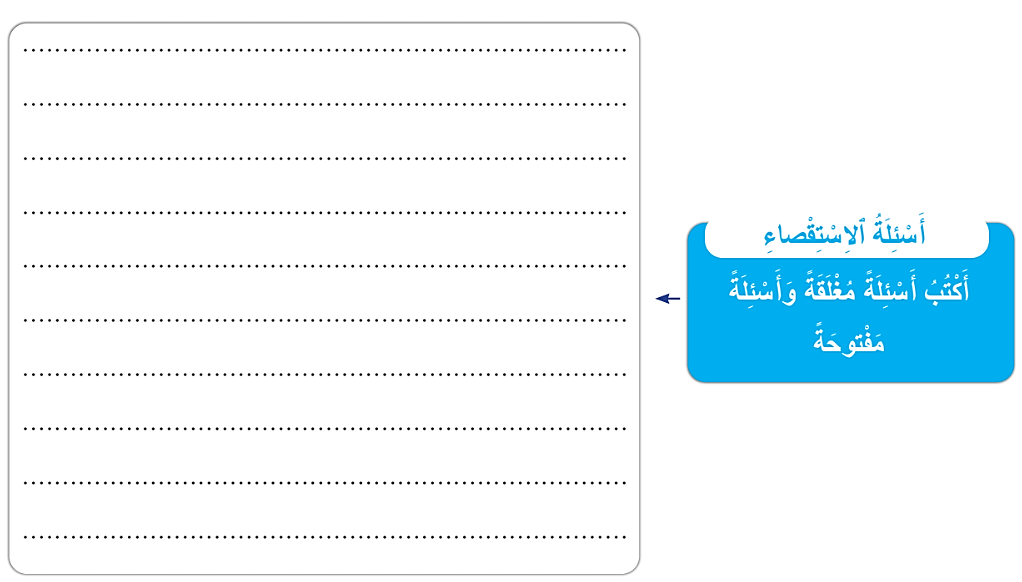 أَسْئِلَةُ ٱلِاسْتِقْصاءِ
أَكْتُبُ أَسْئِلَةً مُغْلَقَةً وَأَسْئِلَةً
مَفْتوحَةً